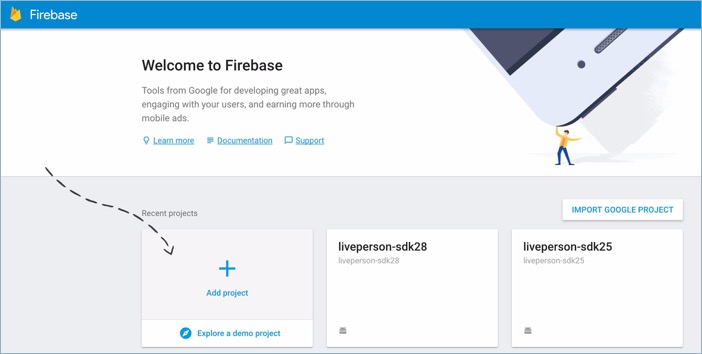 Firebase
Welcome to Firebase
Tools from Google for developing great apps,
engaging with your users, and earning more through
mobile ads.
Learn more Documentation Support
Recent projects
IMPORT GOOGLE PROJECT
Add project
Explore a demo project
liveperson-sdk28
liveperson-sdk28
liveperson-sdk25
liveperson-sdk25